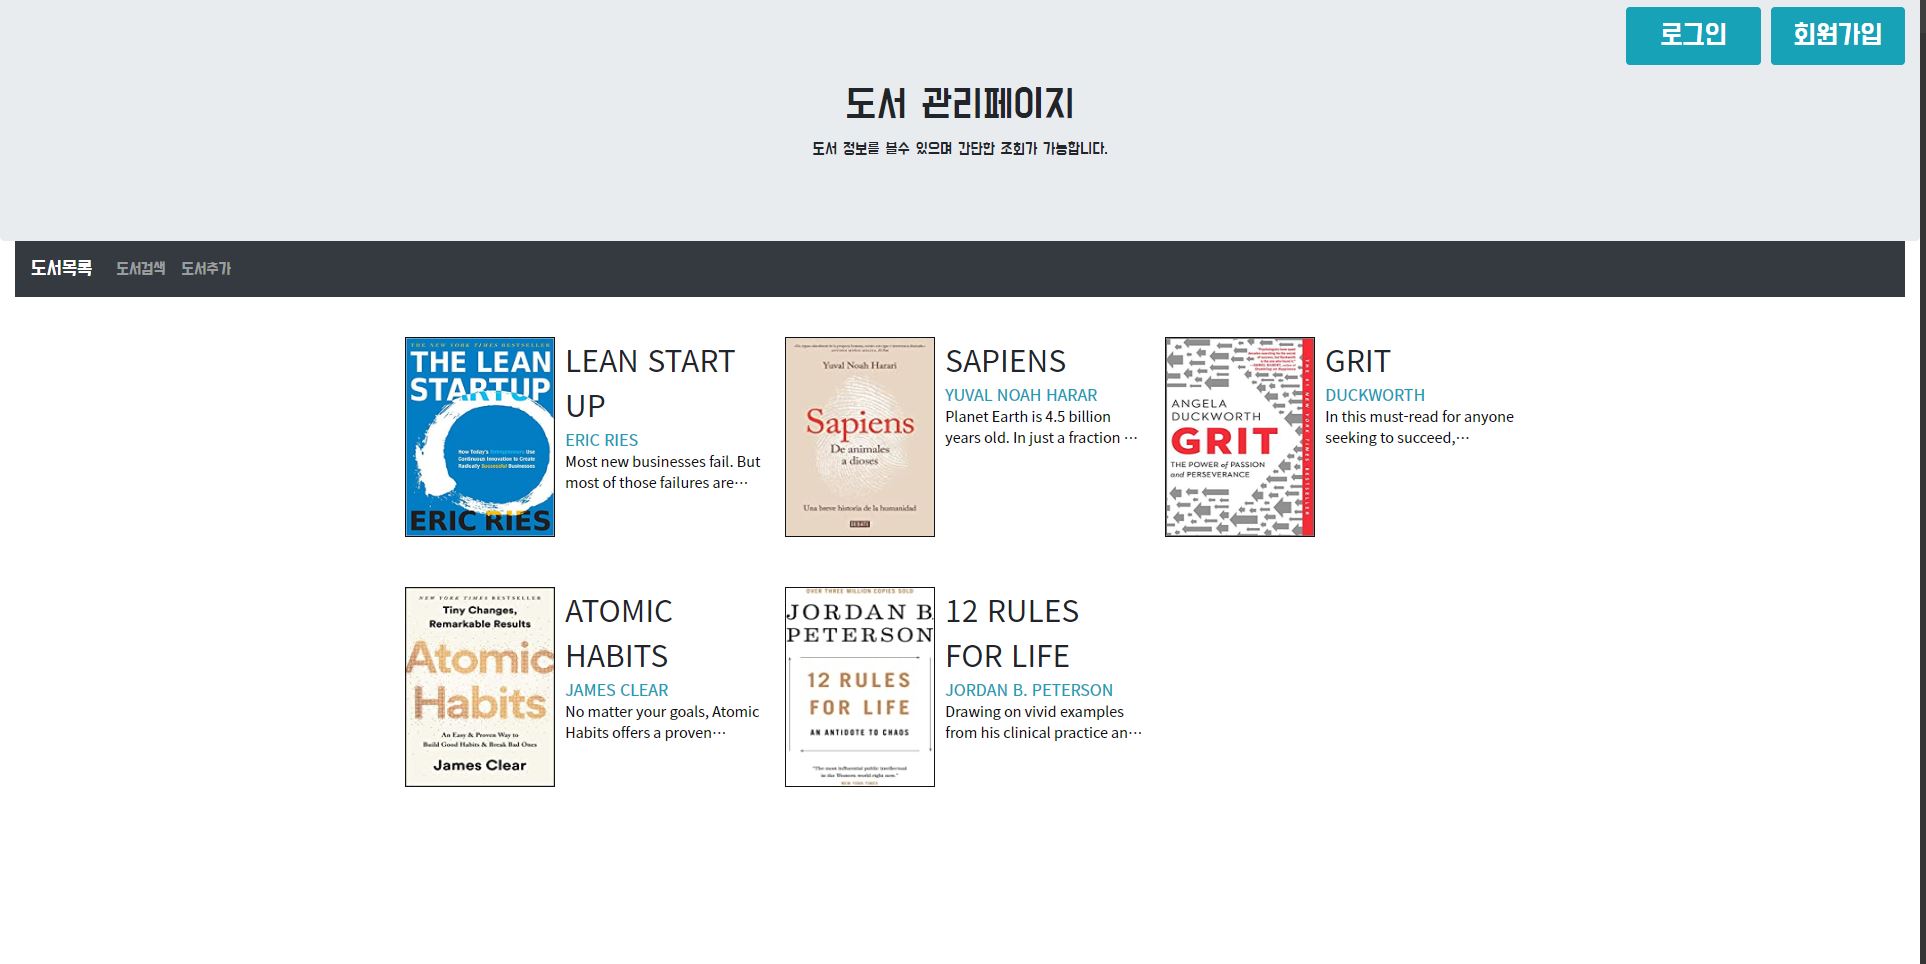 로그인 회원가입
도서 관리페이지
도서 정보를 볼수 있으며 간단한 조회가 가능합니다.
도서목록 도서검색 도서추가
THE NEW YORK TIMES BESTSELLER
THE LEAN
STARTUP
How Today's Entrepreneurs Use
Continuous Innovation to Create
Radically Successful Businesses
ERIC RIES
LEAN START
UP
ERIC RIES
Most new businesses fail. But
most of those failures are…
Yuval Noah Harari
Sapiens
De animales
a dioses
Una breve historia de la humanidad
DEBATE
SAPIENS
YUVAL NOAH HARAR
Planet Earth is 4.5 billion
years old. In just a fraction …
ANGELA
DUCKWORTH
GRIT
THE POWER of PASSION
and PERSEVERANCE
THE #1 NEW YORK TIMES BESTSELLER
GRIT
DUCKWORTH
In this must-read for anyone
seeking to succeed,…
NEW YORK TIMES BESTSELLER
Tiny Changes,
Remarkable Results
Atomic
Habits
An Easy & Proven Way to
Build Good Habits & Break Bad Ones
James Clear
ATOMIC
HABITS
JAMES CLEAR
No matter your goals, Atomic
Habits offers a proven…
OVER THREE MILLION COPIES SOLD
JORDAN B.
PETERSON
12 RULES
FOR LIFE
AN ANTIDOTE TO CHAOS
"The most influential public intellectual
in the Western world right now."
NEW YORK TIMES
12 RULES
FOR LIFE
JORDAN B. PETERSON
Drawing on vivid examples
from his clinical practice an…